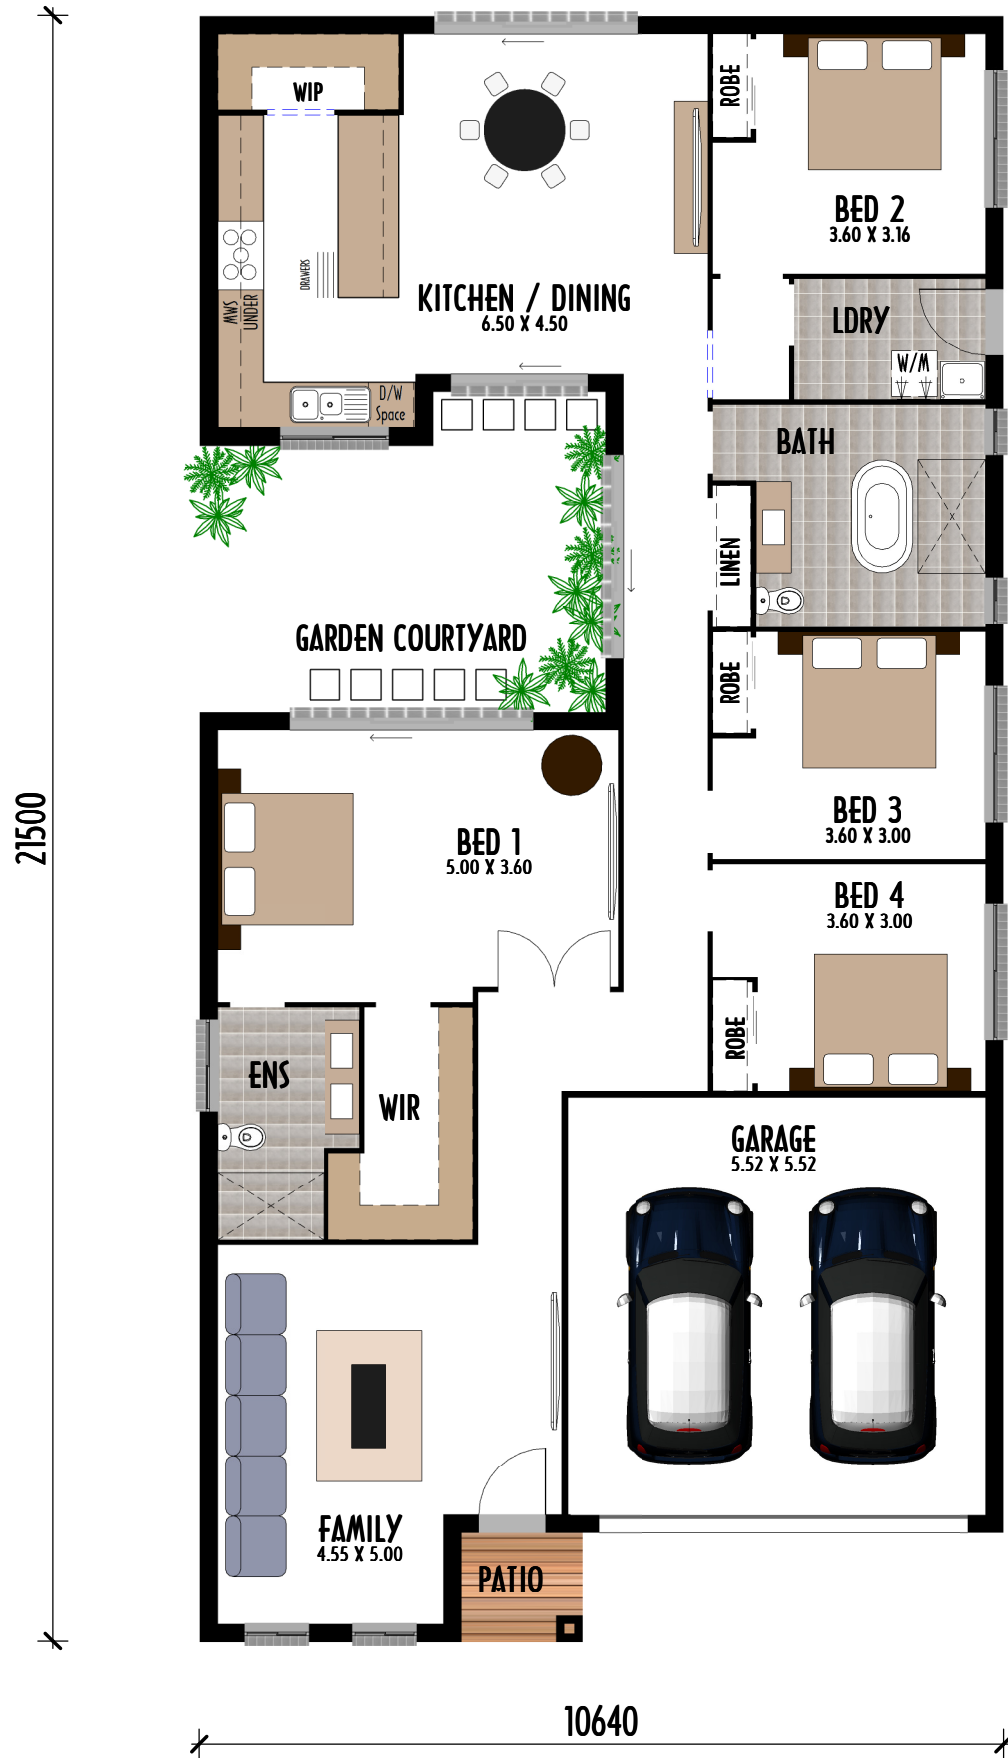 WIP
ROBE
BED 2
3.60 X 3.16
DRAWERS
KITCHEN / DINING
6.50 X 4.50
MWS
UNDER
LDRY
W/M
D/W
Space
BATH
LINEN
GARDEN COURTYARD
ROBE
21500
BED 1
5.00 X 3.60
BED 3
3.60 X 3.00
BED 4
3.60 X 3.00
ROBE
ENS
WIR
GARAGE
5.52 X 5.52
FAMILY
4.55 X 5.00
PATIO
10640